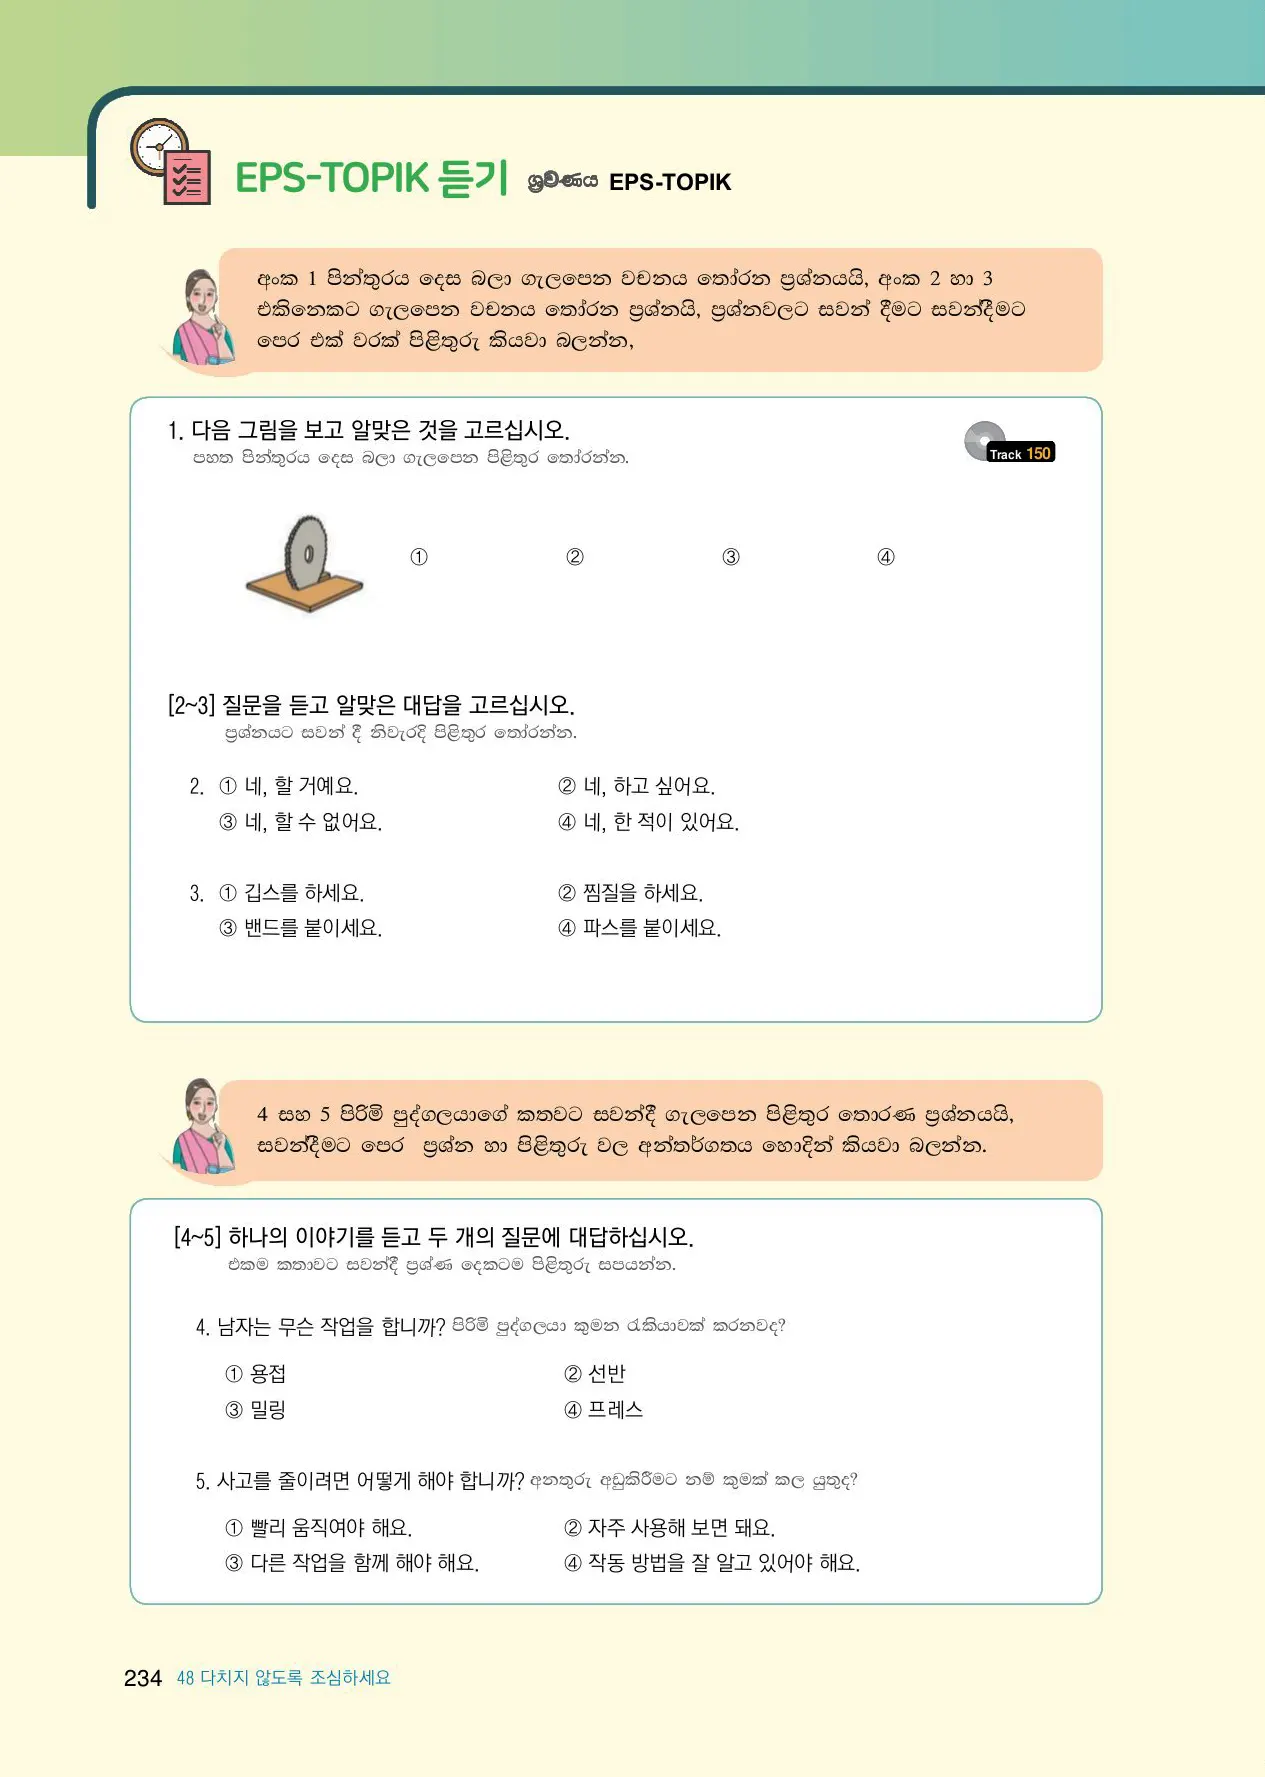 EPS-TOPIK 듣기 ශ්‍රවණය EPS-TOPIK
අංක 1 පින්තූරය දෙස බලා ගැලපෙන වචනය තෝරන ප්‍රශ්නයයි, අංක 2 හා 3
එකිනෙකට ගැලපෙන වචනය තෝරන ප්‍රශ්නයි, ප්‍රශ්නවලට සවන් දීමට සවන්දීමට
පෙර එක් වරක් පිළිතුරු කියවා බලන්න,
1. 다음 그림을 보고 알맞은 것을 고르십시오.
පහත පින්තූරය දෙස බලා ගැලපෙන පිළිතුර තෝරන්න.
Track 150
① ② ③ ④
[2~3] 질문을 듣고 알맞은 대답을 고르십시오.
ප්‍රශ්නයට සවන් දී නිවැරදි පිළිතුර තෝරන්න.
2. ① 네, 할 거예요. ② 네, 하고 싶어요.
③ 네, 할 수 없어요. ④ 네, 한 적이 있어요.
3. ① 깁스를 하세요. ② 찜질을 하세요.
③ 밴드를 붙이세요. ④ 파스를 붙이세요.
4 සහ 5 පිරිමි පුද්ගලයාගේ කතවට සවන්දී ගැලපෙන පිළිතුර තොරණ ප්‍රශ්නයයි,
සවන්දීමට පෙර ප්‍රශ්න හා පිළිතුරු වල අන්තර්ගතය හොදින් කියවා බලන්න.
[4~5] 하나의 이야기를 듣고 두 개의 질문에 대답하십시오.
එකම කතාවට සවන්දී ප්‍රශ්ණ දෙකටම පිළිතුරු සපයන්න.
4. 남자는 무슨 작업을 합니까? පිරිමි පුද්ගලයා කුමන රැකියාවක් කරනවද?
① 용접 ② 선반
③ 밀링 ④ 프레스
5. 사고를 줄이려면 어떻게 해야 합니까? අනතුරු අඩුකිරීමට නම් කුමක් කල යුතුද?
① 빨리 움직여야 해요. ② 자주 사용해 보면 돼요.
③ 다른 작업을 함께 해야 해요. ④ 작동 방법을 잘 알고 있어야 해요.
234 48 다치지 않도록 조심하세요